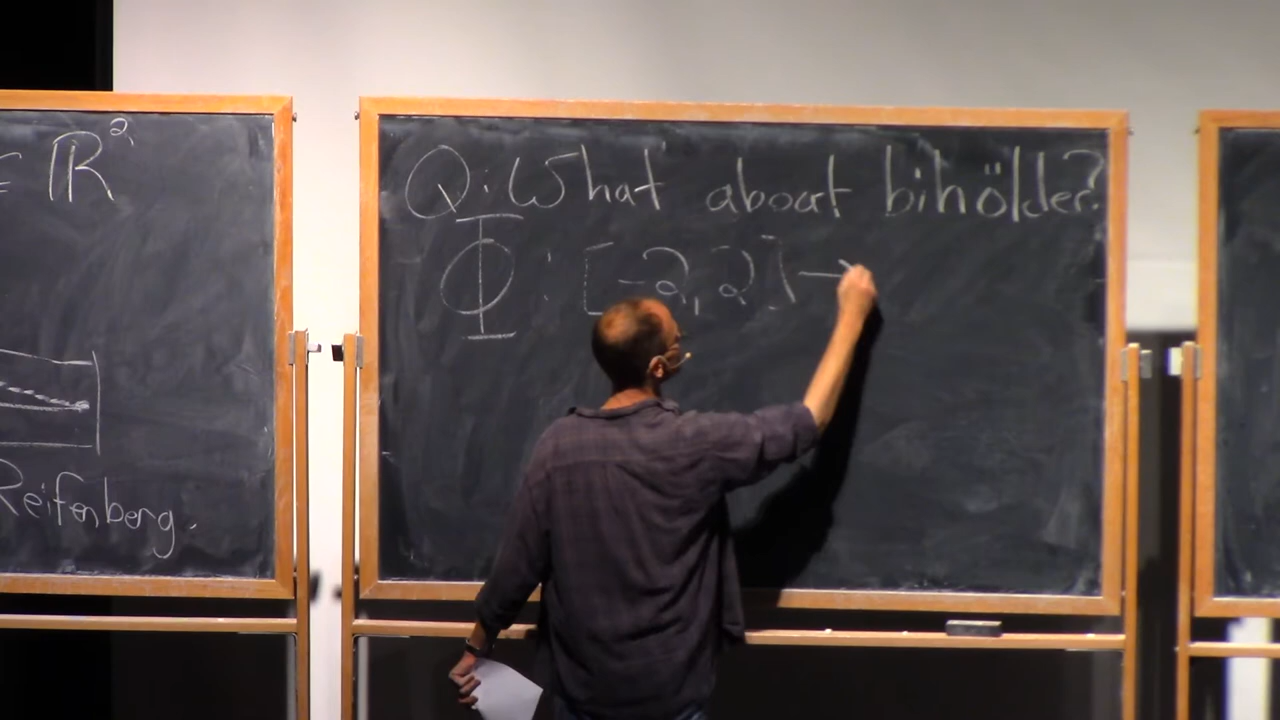 ℝ²,
Reifenberg.
Q: What about bihölder?
Φ : [-2, 2] →